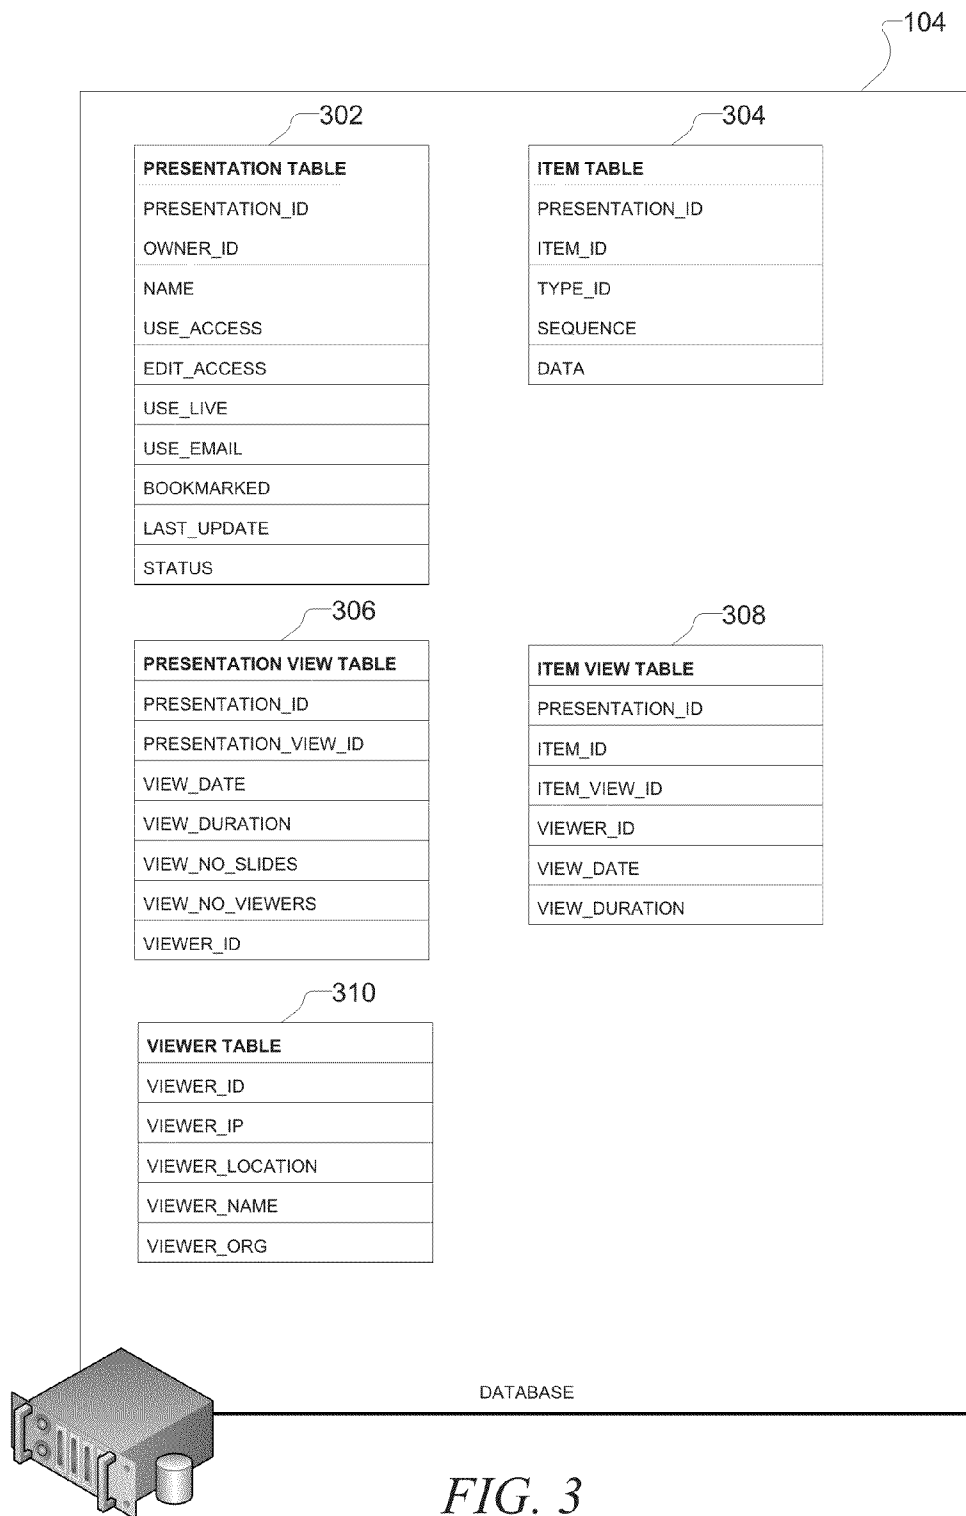 104
302
PRESENTATION TABLE
PRESENTATION_ID
OWNER_ID
NAME
USE_ACCESS
EDIT_ACCESS
USE_LIVE
USE_EMAIL
BOOKMARKED
LAST_UPDATE
STATUS
304
ITEM TABLE
PRESENTATION_ID
ITEM_ID
TYPE_ID
SEQUENCE
DATA
306
PRESENTATION VIEW TABLE
PRESENTATION_ID
PRESENTATION_VIEW_ID
VIEW_DATE
VIEW_DURATION
VIEW_NO_SLIDES
VIEW_NO_VIEWERS
VIEWER_ID
308
ITEM VIEW TABLE
PRESENTATION_ID
ITEM_ID
ITEM_VIEW_ID
VIEWER_ID
VIEW_DATE
VIEW_DURATION
310
VIEWER TABLE
VIEWER_ID
VIEWER_IP
VIEWER_LOCATION
VIEWER_NAME
VIEWER_ORG
DATABASE
FIG. 3